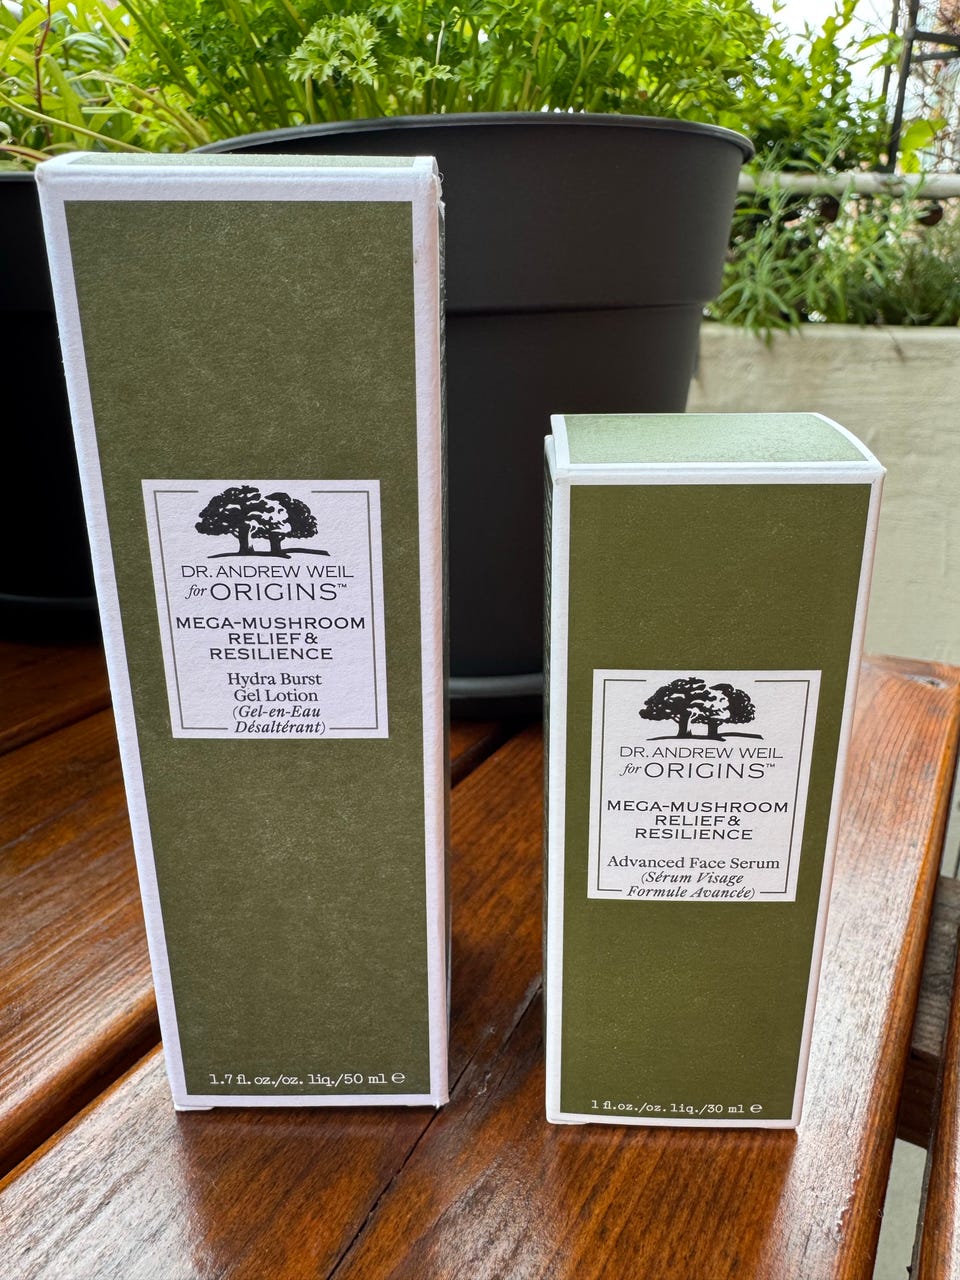 DR. ANDREW WEIL
for ORIGINS™
MEGA-MUSHROOM
RELIEF &
RESILIENCE
Hydra Burst
Gel Lotion
(Gel-en-Eau
Désaltérant)
1.7 fl. oz./oz. liq./50 ml ℮
DR. ANDREW WEIL
for ORIGINS™
MEGA-MUSHROOM
RELIEF &
RESILIENCE
Advanced Face Serum
(Sérum Visage
Formule Avancée)
1 fl.oz./oz.liq./30 ml ℮